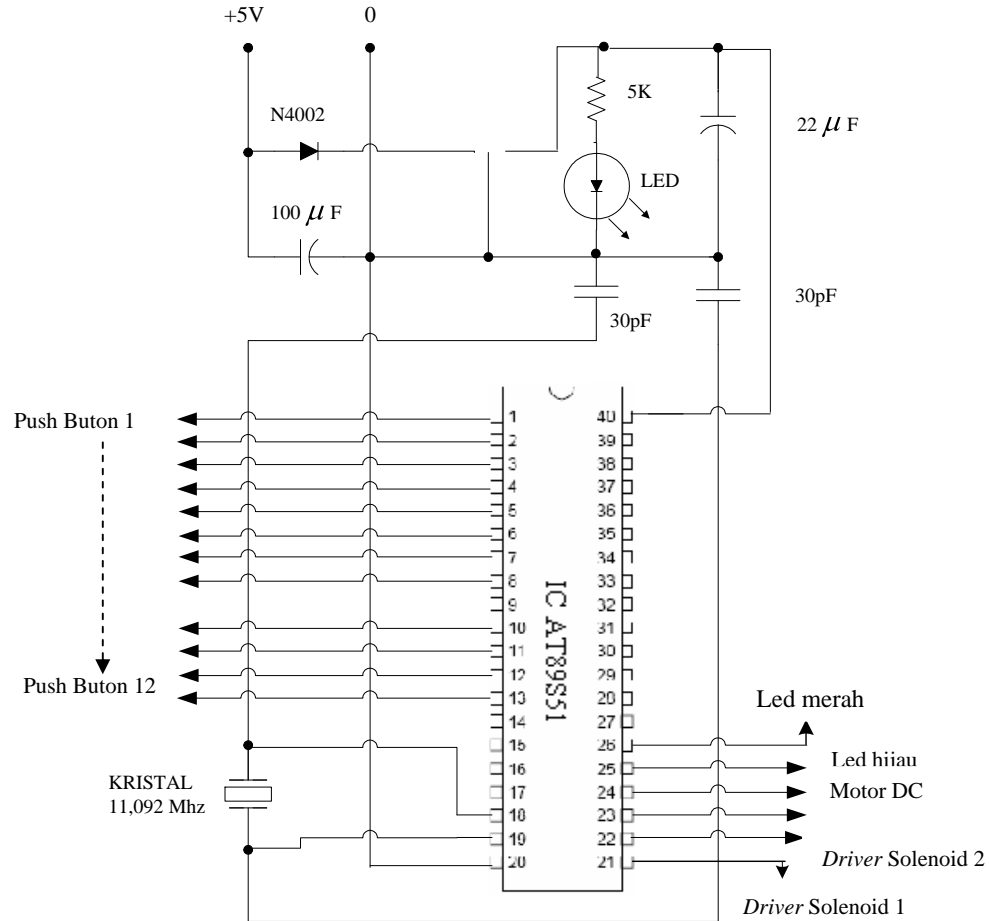 +5V
0
N4002
5K
22 µ F
LED
100 µ F
30pF
30pF
Push Buton 1
Push Buton 12
KRISTAL
11,092 Mhz
1
2
3
4
5
6
7
8
9
10
11
12
13
14
15
16
17
18
19
20
IC AT89S51
40
39
38
37
36
35
34
33
32
31
30
29
28
27
26
25
24
23
22
21
Led merah
Led hijau
Motor DC
Driver Solenoid 2
Driver Solenoid 1